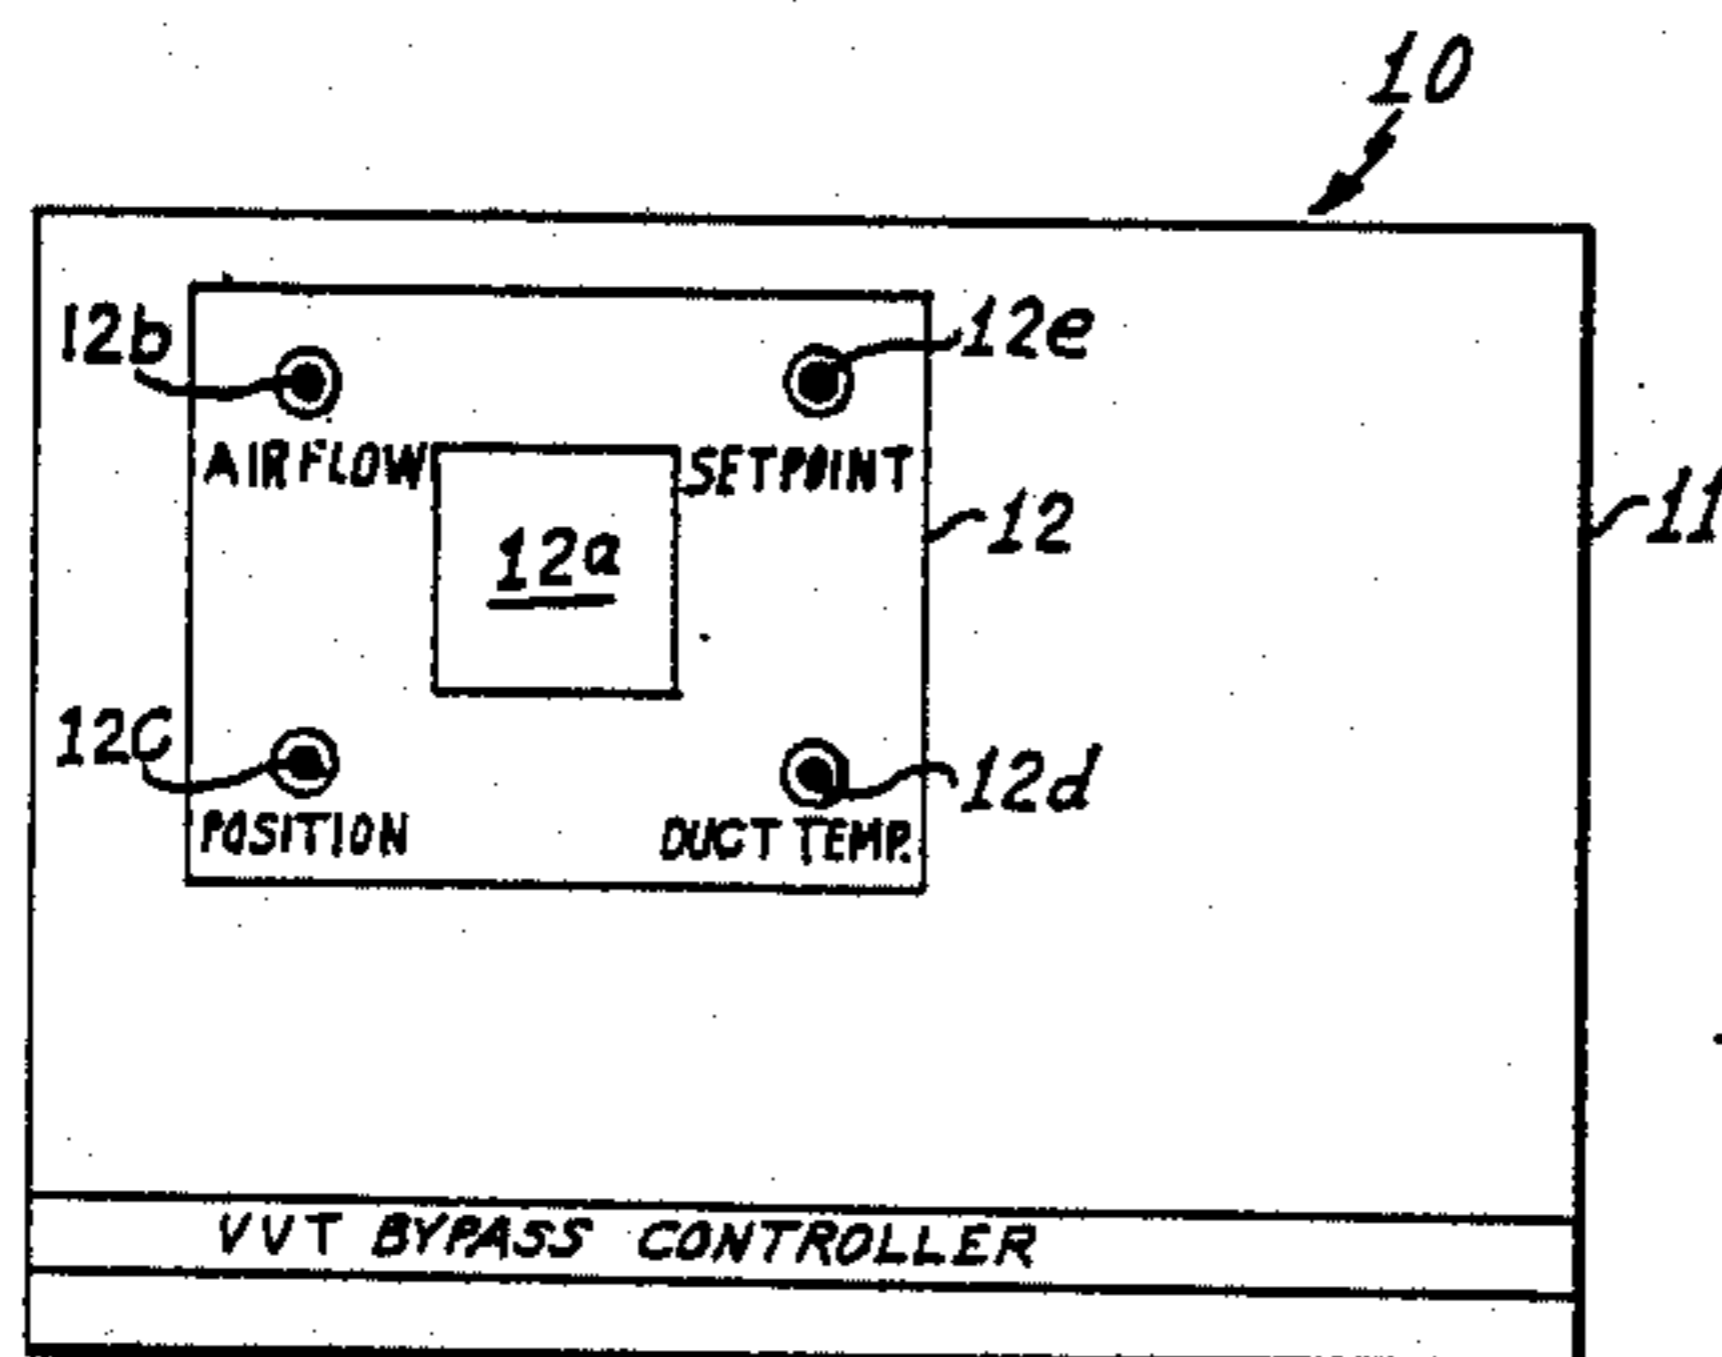 10
12b
12e
AIRFLOW
SETPOINT
12a
12
11
12c
12d
POSITION
DUCT TEMP.
VVT BYPASS CONTROLLER